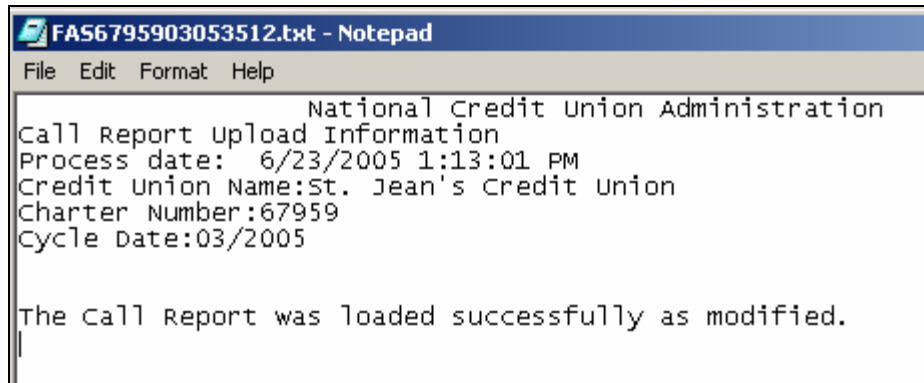 FAS6795903053512.txt - Notepad
File Edit Format Help
National Credit Union Administration
Call Report Upload Information
Process date:  6/23/2005 1:13:01 PM
Credit Union Name:St. Jean's Credit Union
Charter Number:67959
Cycle Date:03/2005
The Call Report was loaded successfully as modified.